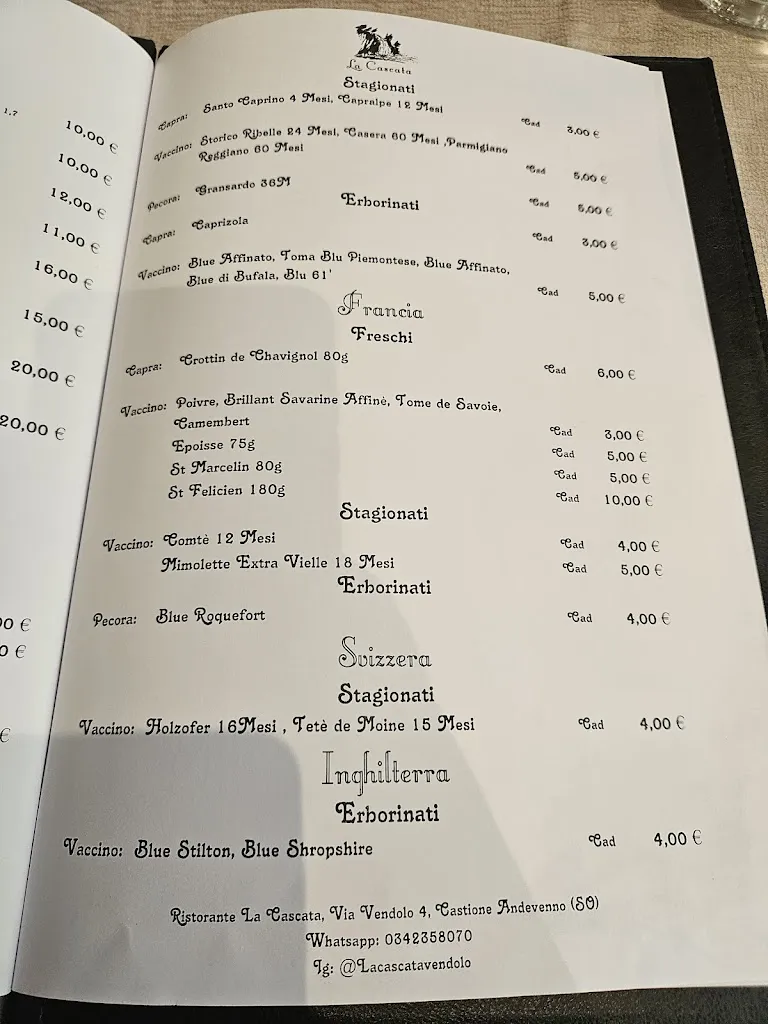 1,7
10,00 €
10,00 €
12,00 €
11,00 €
16,00 €
15,00 €
20,00 €
20,00 €
00 €
0 €
€
La Cascata
Stagionati
Capra: Santo Caprino 4 Mesi, Capralpe 12 Mesi Cad 3,00 €
Vaccino: Storico Ribelle 24 Mesi, Casera 60 Mesi ,Parmigiano
Reggiano 60 Mesi Cad 5,00 €
Pecora: Gransardo 36M Cad 5,00 €
Erborinati
Capra: Caprizola Cad 3,00 €
Vaccino: Blue Affinato, Toma Blu Piemontese, Blue Affinato,
Blue di Bufala, Blu 61' Cad 5,00 €
Francia
Freschi
Capra: Crottin de Chavignol 80g Cad 6,00 €
Vaccino: Poivre, Brillant Savarine Affinè, Tome de Savoie,
Camembert Cad 3,00 €
Epoisse 75g Cad 5,00 €
St Marcelin 80g Cad 5,00 €
St Felicien 180g Cad 10,00 €
Stagionati
Vaccino: Comtè 12 Mesi Cad 4,00 €
Mimolette Extra Vielle 18 Mesi Cad 5,00 €
Erborinati
Pecora: Blue Roquefort Cad 4,00 €
Svizzera
Stagionati
Vaccino: Holzofer 16Mesi , Tetè de Moine 15 Mesi Cad 4,00 €
Inghilterra
Erborinati
Vaccino: Blue Stilton, Blue Shropshire Cad 4,00 €
Ristorante La Cascata, Via Vendolo 4, Castione Andevenno (SO)
Whatsapp: 0342358070
Ig: @Lacascatavendolo